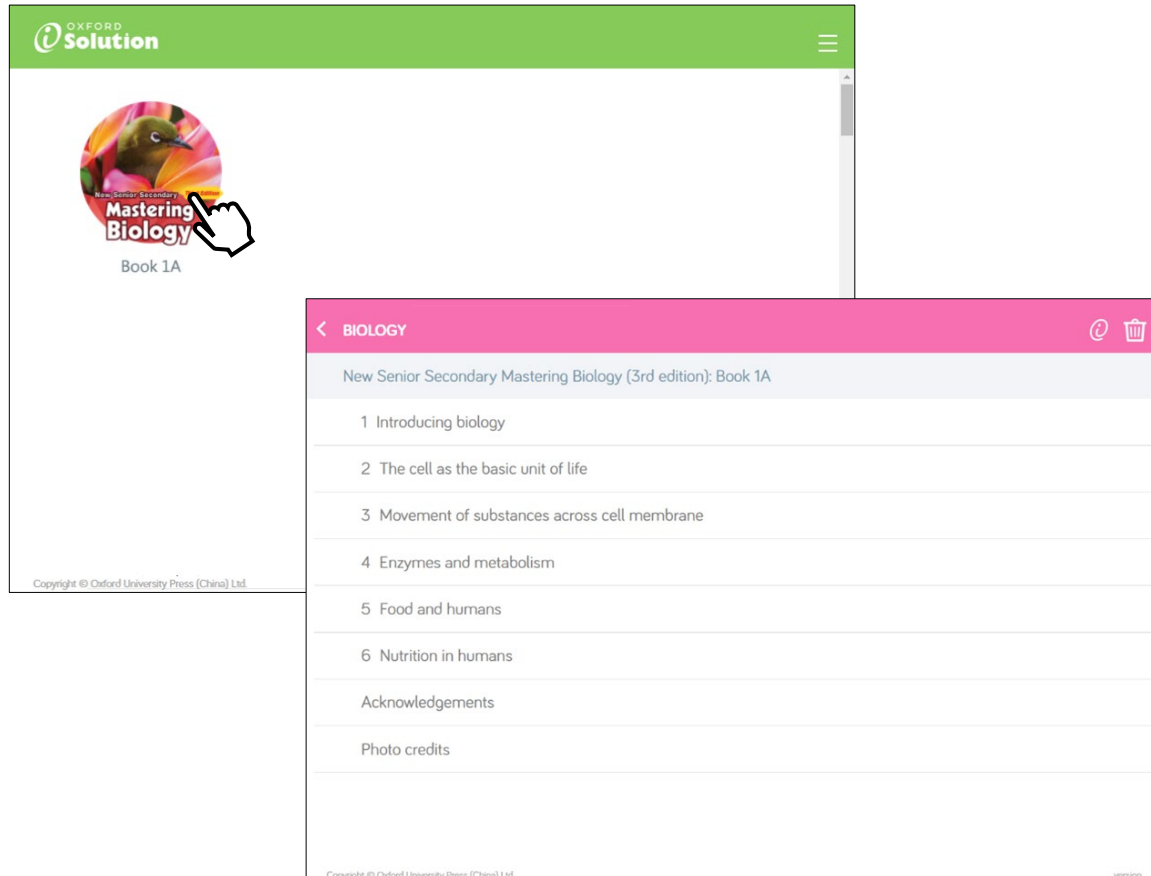 OXFORD
iSolution
New Senior Secondary Third Edition
Mastering
Biology
Book 1A
Copyright © Oxford University Press (China) Ltd.
BIOLOGY
New Senior Secondary Mastering Biology (3rd edition): Book 1A
1 Introducing biology
2 The cell as the basic unit of life
3 Movement of substances across cell membrane
4 Enzymes and metabolism
5 Food and humans
6 Nutrition in humans
Acknowledgements
Photo credits
Copyright © Oxford University Press (China) Ltd.
version